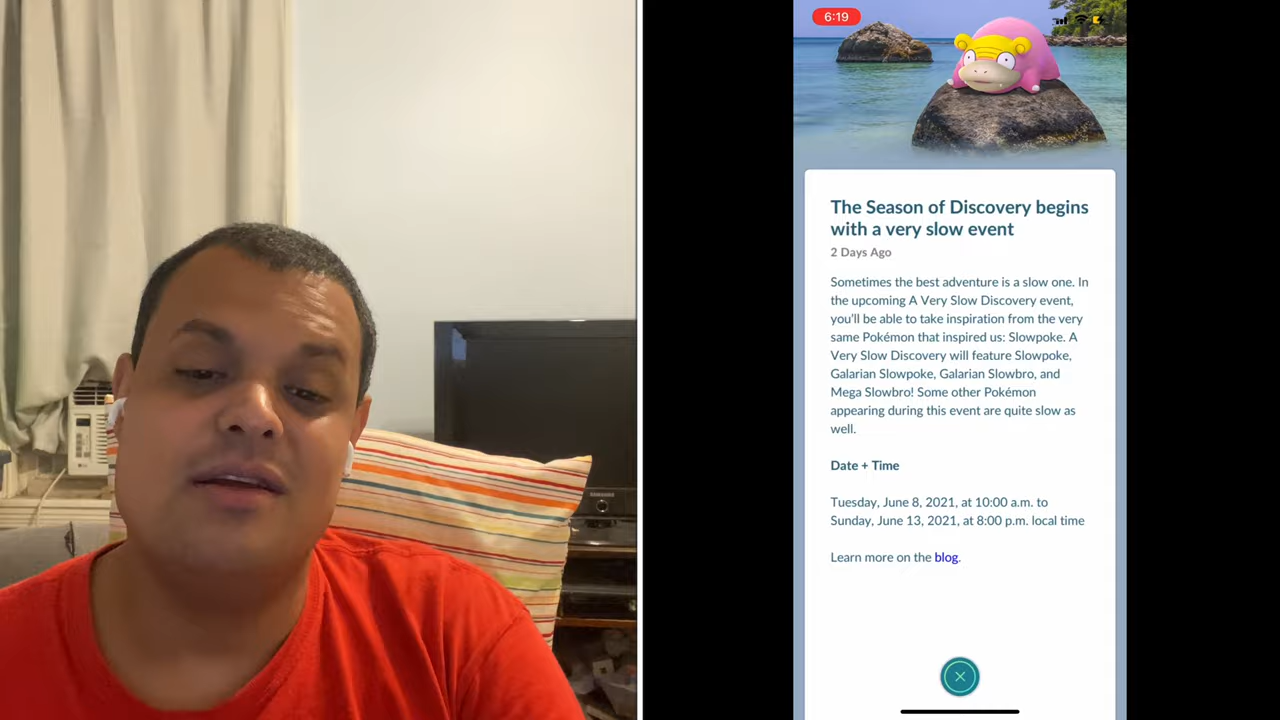 6:19
The Season of Discovery begins
with a very slow event
2 Days Ago
Sometimes the best adventure is a slow one. In
the upcoming A Very Slow Discovery event,
you'll be able to take inspiration from the very
same Pokémon that inspired us: Slowpoke. A
Very Slow Discovery will feature Slowpoke,
Galarian Slowpoke, Galarian Slowbro, and
Mega Slowbro! Some other Pokémon
appearing during this event are quite slow as
well.
Date + Time
Tuesday, June 8, 2021, at 10:00 a.m. to
Sunday, June 13, 2021, at 8:00 p.m. local time
Learn more on the blog.
SAMSUNG